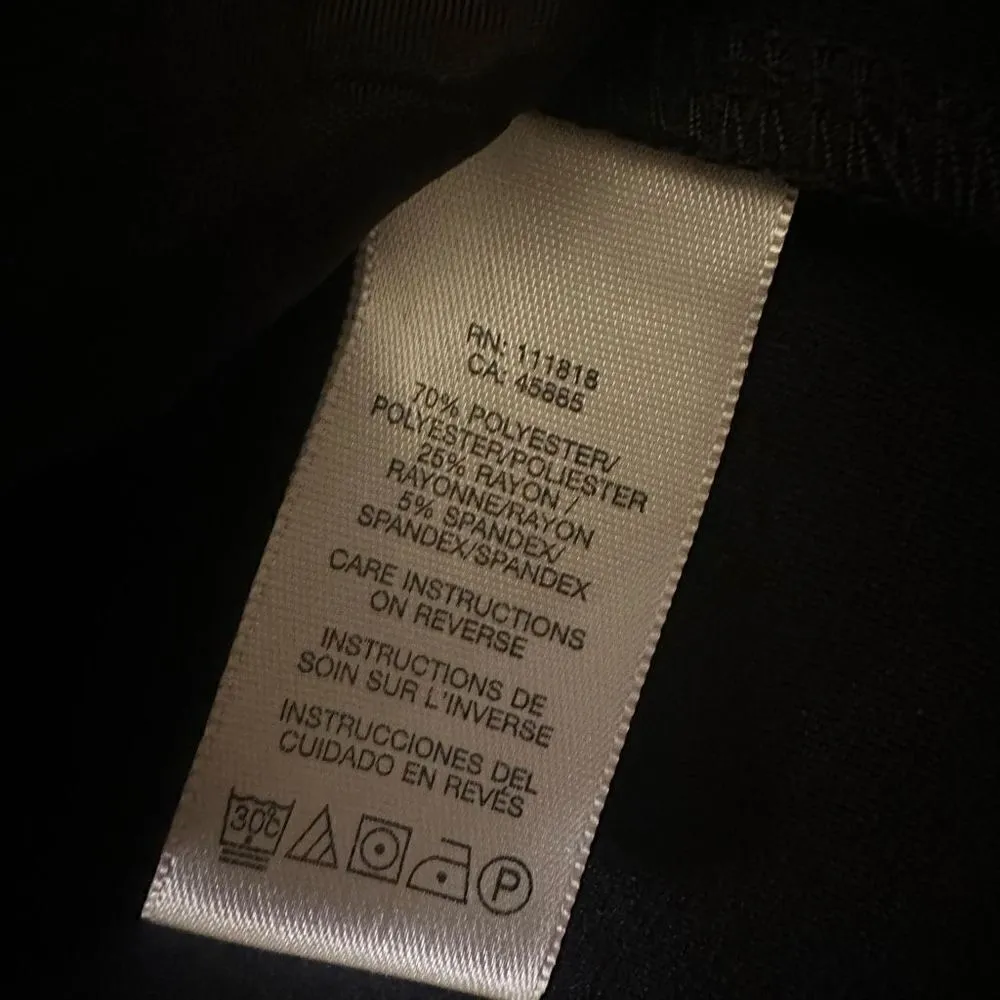 RN: 111818
CA: 45885
70% POLYESTER/
POLYESTER/POLIESTER
25% RAYON /
RAYONNE/RAYON
5% SPANDEX/
SPANDEX/SPANDEX
CARE INSTRUCTIONS
ON REVERSE
INSTRUCTIONS DE
SOIN SUR L'INVERSE
INSTRUCCIONES DEL
CUIDADO EN REVÉS
30°C
P